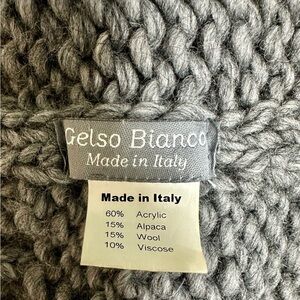 Gelso Bianco
Made in Italy
Made in Italy
60% Acrylic
15% Alpaca
15% Wool
10% Viscose